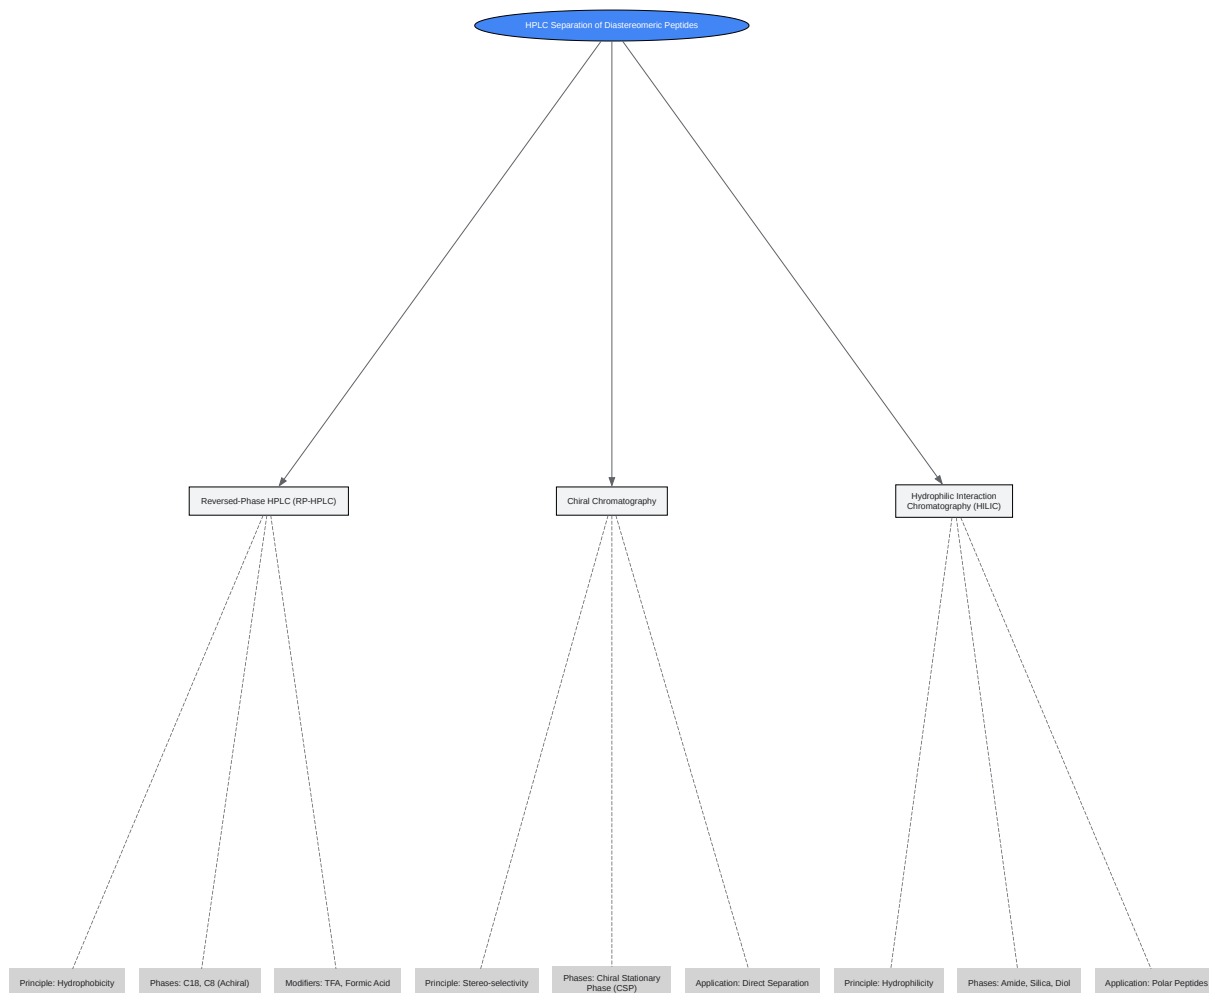 HPLC Separation of Diastereomeric Peptides
Reversed-Phase HPLC (RP-HPLC)
Chiral Chromatography
Hydrophilic Interaction
Chromatography (HILIC)
Principle: Hydrophobicity
Phases: C18, C8 (Achiral)
Modifiers: TFA, Formic Acid
Principle: Stereo-selectivity
Phases: Chiral Stationary
Phase (CSP)
Application: Direct Separation
Principle: Hydrophilicity
Phases: Amide, Silica, Diol
Application: Polar Peptides